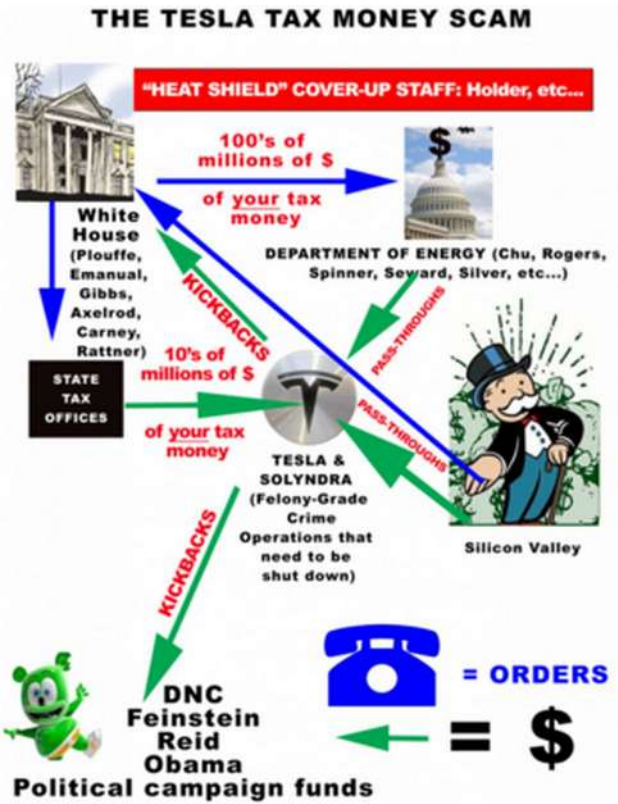 THE TESLA TAX MONEY SCAM
"HEAT SHIELD" COVER-UP STAFF: Holder, etc...
100's of
millions of $
of your tax
money
$
White
House
(Plouffe,
Emanual,
Gibbs,
Axelrod,
Carney,
Rattner)
DEPARTMENT OF ENERGY (Chu, Rogers,
Spinner, Seward, Silver, etc...)
KICKBACKS
PASS-THROUGHS
10's of
millions of $
STATE
TAX
OFFICES
of your tax
money
PASS-THROUGHS
TESLA &
SOLYNDRA
(Felony-Grade
Crime
Operations that
need to be
shut down)
Silicon Valley
KICKBACKS
= ORDERS
DNC
Feinstein
Reid
Obama
Political campaign funds
= $